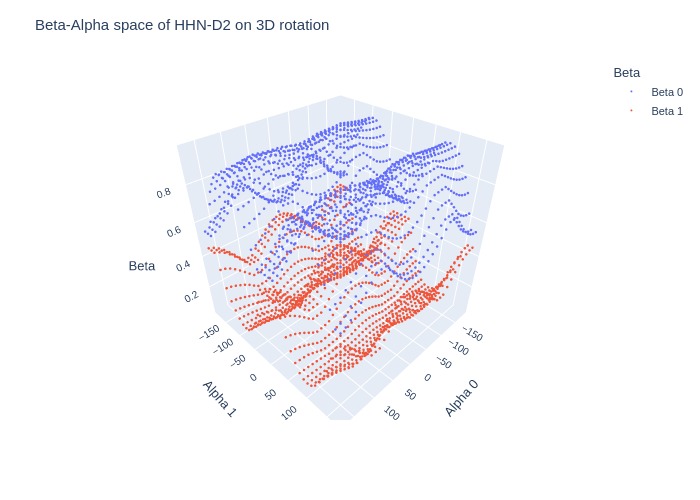 Beta-Alpha space of HHN-D2 on 3D rotation
Beta
Beta 0
Beta 1
0.8
0.6
0.4
0.2
Beta
−150
−100
−50
0
50
100
Alpha 1
−150
−100
−50
0
50
100
Alpha 0